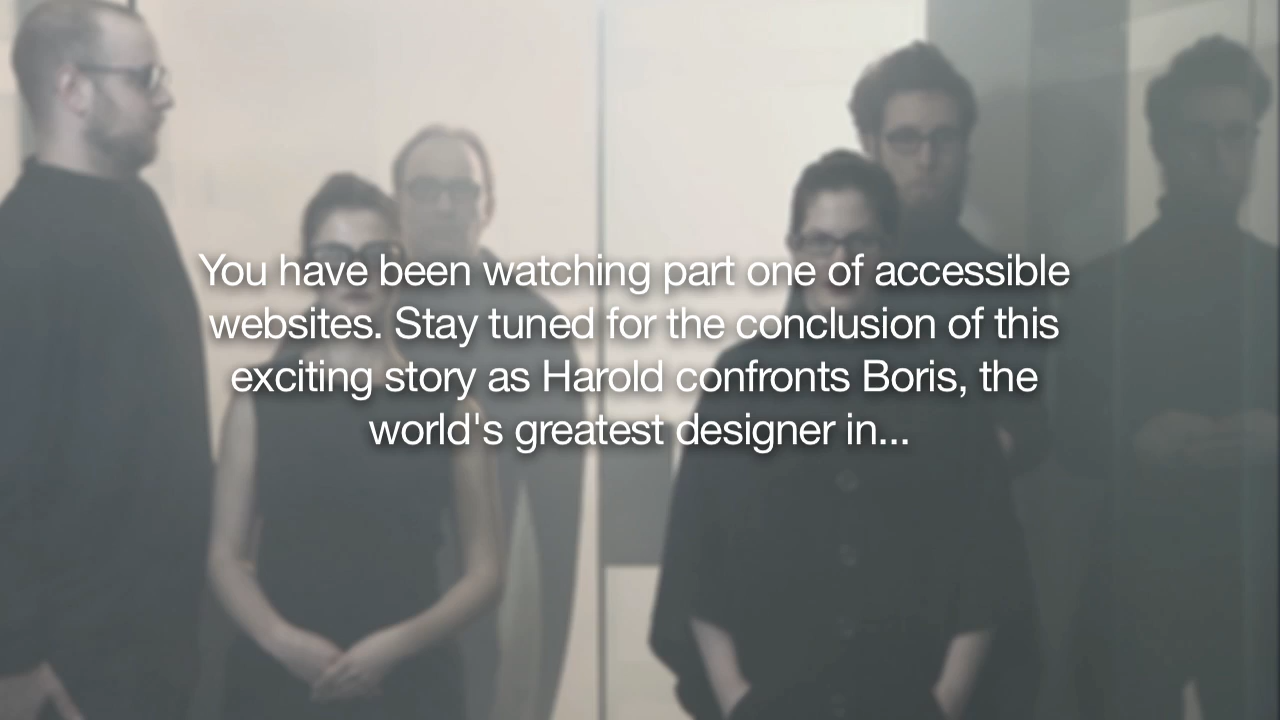 You have been watching part one of accessible
websites. Stay tuned for the conclusion of this
exciting story as Harold confronts Boris, the
world's greatest designer in...